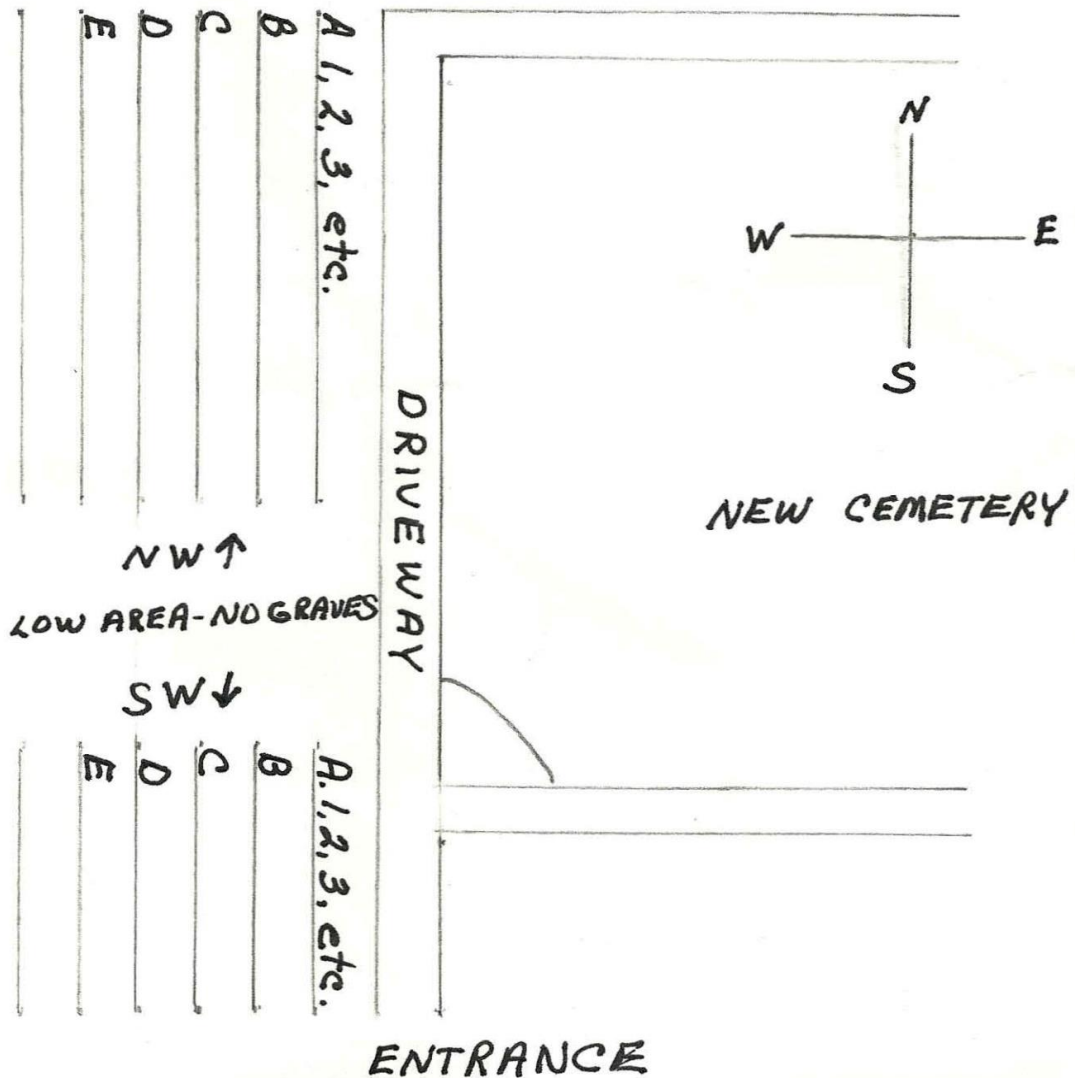 E
D
C
B
A 1, 2, 3, etc.
N
W
E
S
DRIVEWAY
NEW CEMETERY
NW↑
LOW AREA-NO GRAVES
SW↓
E
D
C
B
A. 1, 2, 3, etc.
ENTRANCE